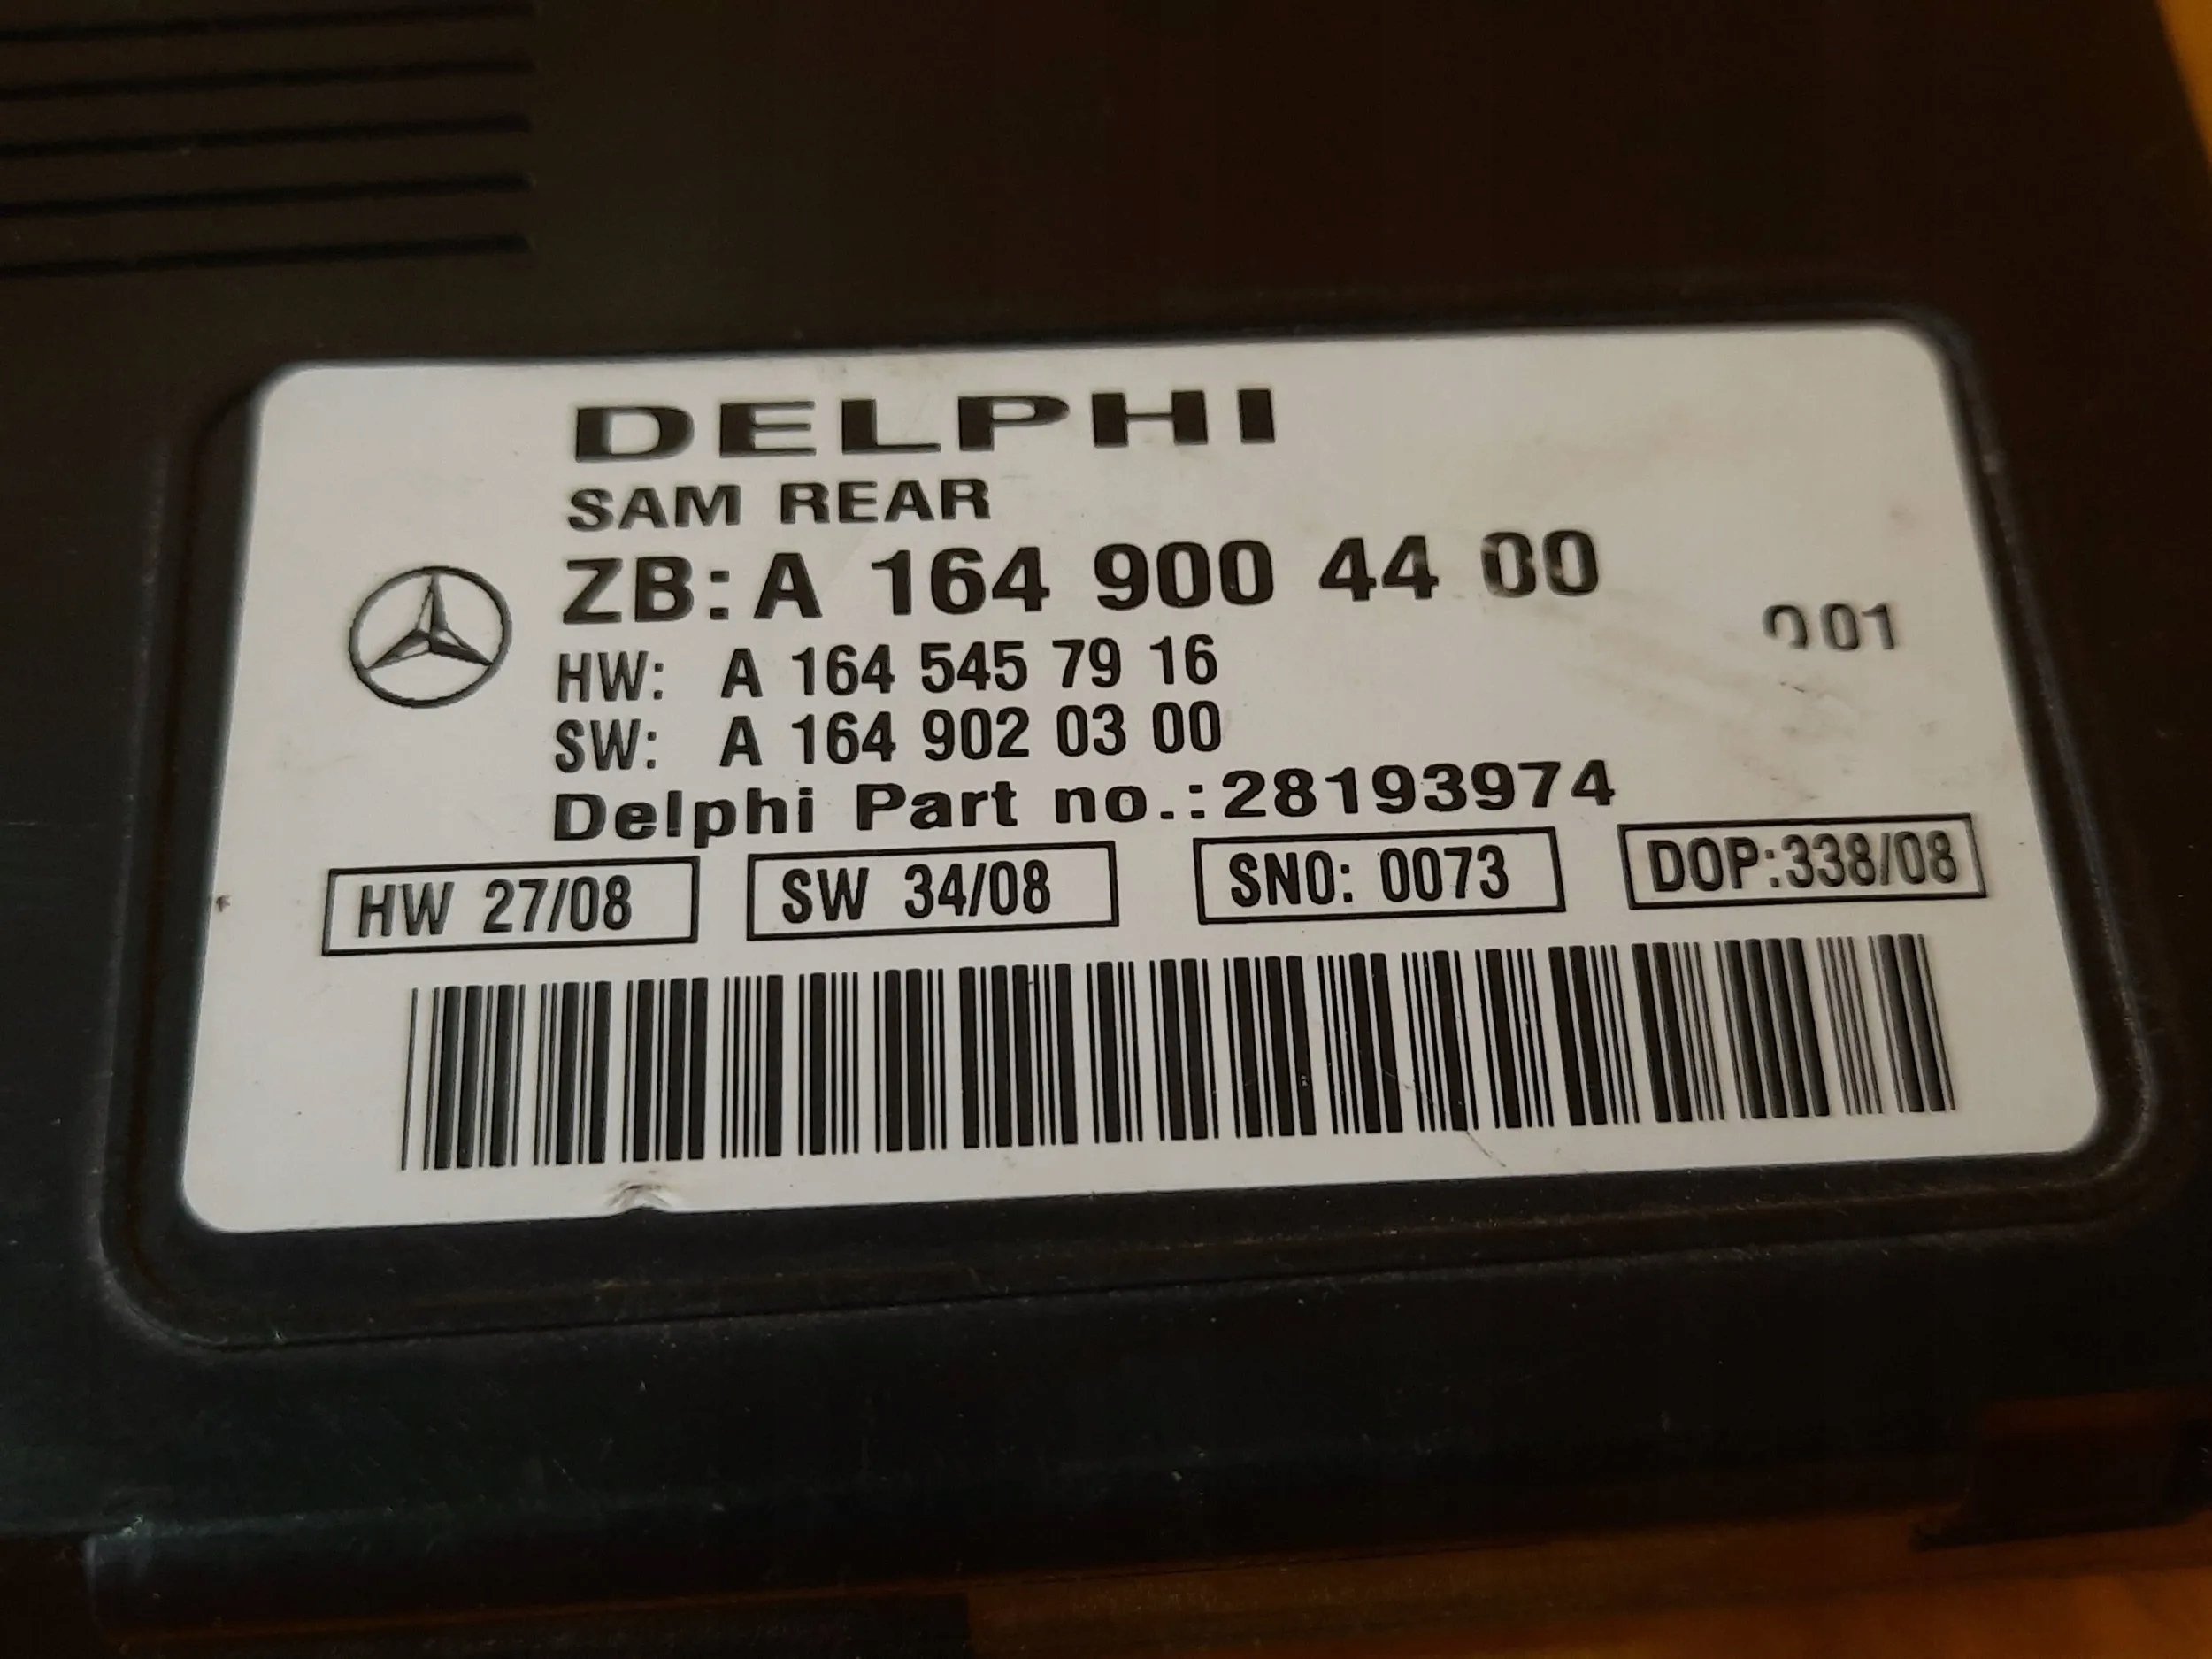 DELPHI
SAM REAR
ZB: A 164 900 44 00
001
HW: A 164 545 79 16
SW: A 164 902 03 00
Delphi Part no.:28193974
HW 27/08
SW 34/08
SNO: 0073
DOP:338/08